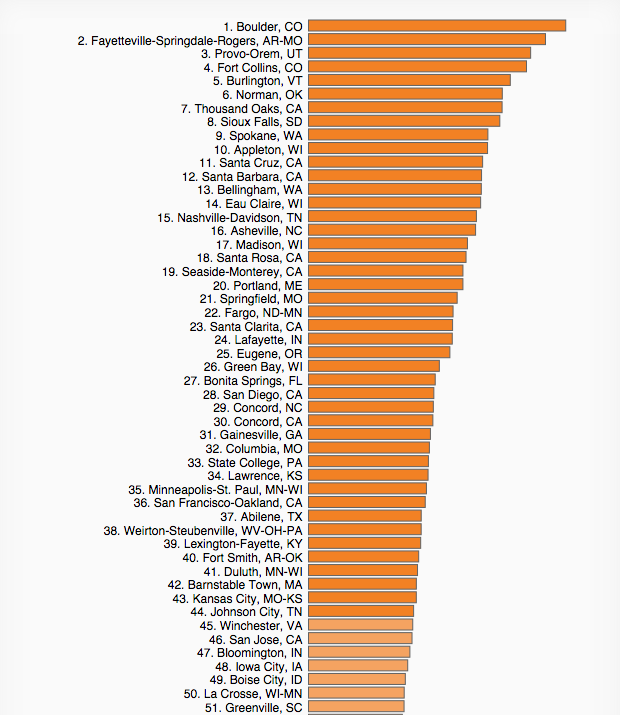 1. Boulder, CO
2. Fayetteville-Springdale-Rogers, AR-MO
3. Provo-Orem, UT
4. Fort Collins, CO
5. Burlington, VT
6. Norman, OK
7. Thousand Oaks, CA
8. Sioux Falls, SD
9. Spokane, WA
10. Appleton, WI
11. Santa Cruz, CA
12. Santa Barbara, CA
13. Bellingham, WA
14. Eau Claire, WI
15. Nashville-Davidson, TN
16. Asheville, NC
17. Madison, WI
18. Santa Rosa, CA
19. Seaside-Monterey, CA
20. Portland, ME
21. Springfield, MO
22. Fargo, ND-MN
23. Santa Clarita, CA
24. Lafayette, IN
25. Eugene, OR
26. Green Bay, WI
27. Bonita Springs, FL
28. San Diego, CA
29. Concord, NC
30. Concord, CA
31. Gainesville, GA
32. Columbia, MO
33. State College, PA
34. Lawrence, KS
35. Minneapolis-St. Paul, MN-WI
36. San Francisco-Oakland, CA
37. Abilene, TX
38. Weirton-Steubenville, WV-OH-PA
39. Lexington-Fayette, KY
40. Fort Smith, AR-OK
41. Duluth, MN-WI
42. Barnstable Town, MA
43. Kansas City, MO-KS
44. Johnson City, TN
45. Winchester, VA
46. San Jose, CA
47. Bloomington, IN
48. Iowa City, IA
49. Boise City, ID
50. La Crosse, WI-MN
51. Greenville, SC